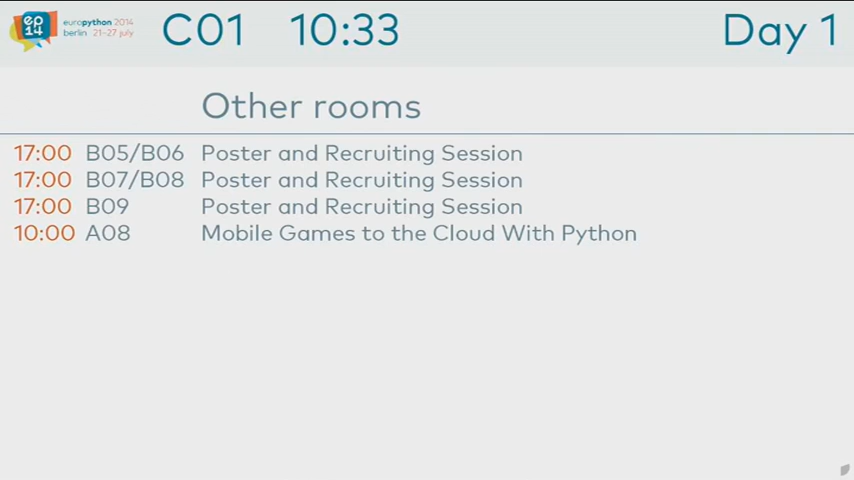 ep
14
europython 2014
berlin 21-27 july
C01 10:33 Day 1
Other rooms
17:00 B05/B06 Poster and Recruiting Session
17:00 B07/B08 Poster and Recruiting Session
17:00 B09 Poster and Recruiting Session
10:00 A08 Mobile Games to the Cloud With Python